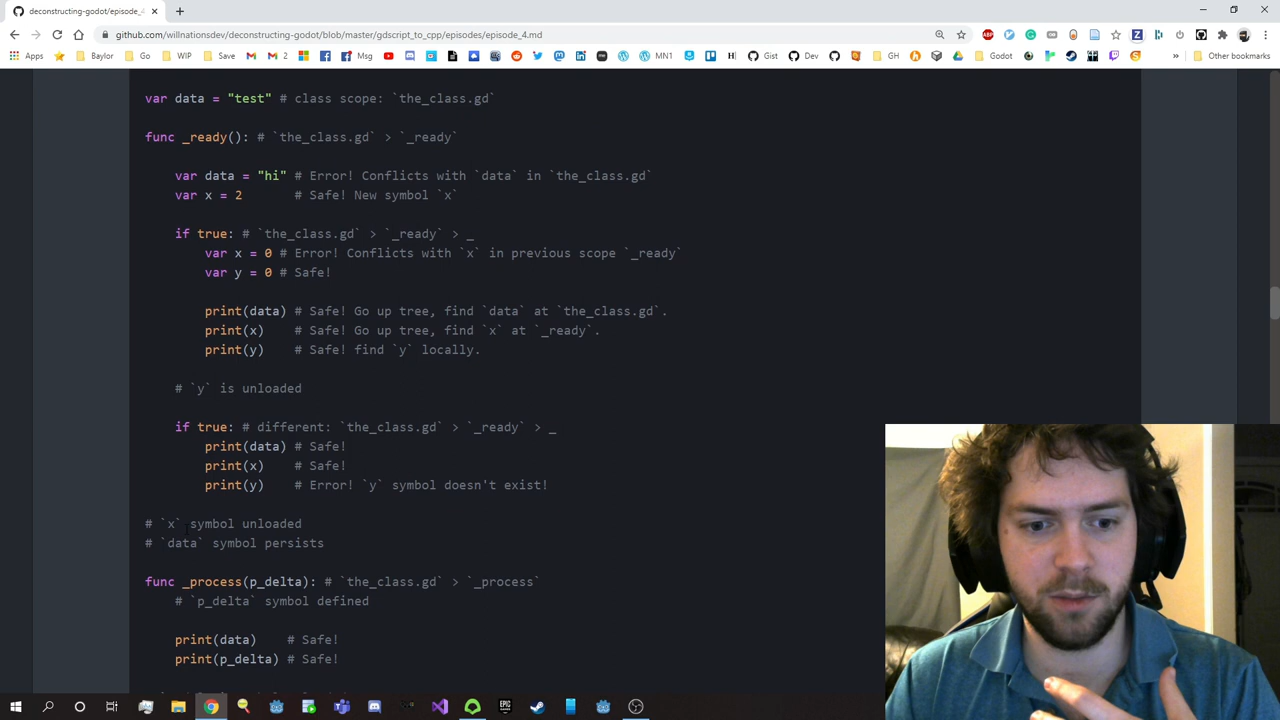 deconstructing-godot/episode_4
github.com/willnationsdev/deconstructing-godot/blob/master/gdscript_to_cpp/episodes/episode_4.md
Apps Baylor Go WIP Save M 2 Msg MN1 Gist Dev GH Godot » Other bookmarks
var data = "test" # class scope: `the_class.gd`
func _ready(): # `the_class.gd` > `_ready`
var data = "hi" # Error! Conflicts with `data` in `the_class.gd`
var x = 2 # Safe! New symbol `x`
if true: # `the_class.gd` > `_ready` > _
var x = 0 # Error! Conflicts with `x` in previous scope `_ready`
var y = 0 # Safe!
print(data) # Safe! Go up tree, find `data` at `the_class.gd`.
print(x) # Safe! Go up tree, find `x` at `_ready`.
print(y) # Safe! find `y` locally.
# `y` is unloaded
if true: # different: `the_class.gd` > `_ready` > _
print(data) # Safe!
print(x) # Safe!
print(y) # Error! `y` symbol doesn't exist!
# `x` symbol unloaded
# `data` symbol persists
func _process(p_delta): # `the_class.gd` > `_process`
# `p_delta` symbol defined
print(data) # Safe!
print(p_delta) # Safe!